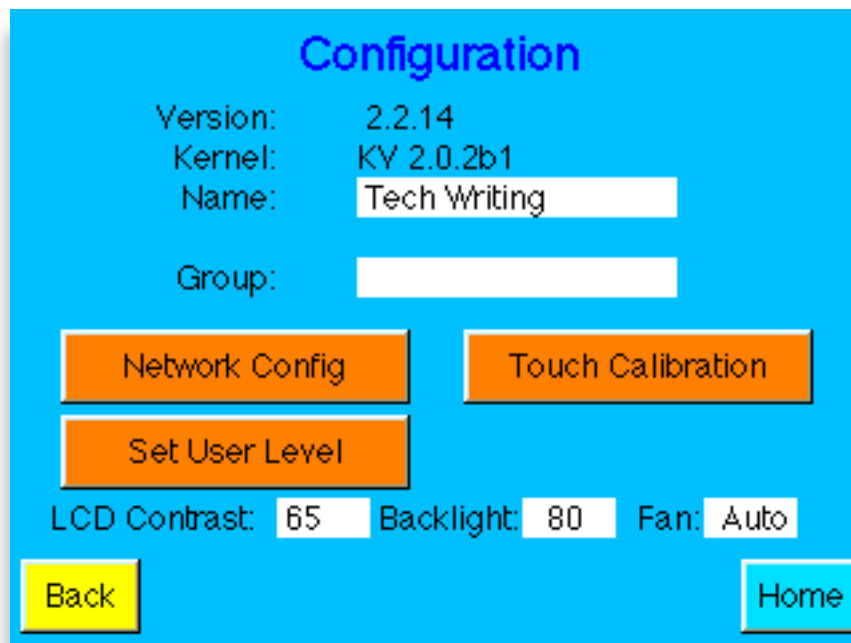 Configuration
Version: 2.2.14
Kernel: KV 2.0.2b1
Name: Tech Writing
Group:
Network Config Touch Calibration
Set User Level
LCD Contrast: 65 Backlight: 80 Fan: Auto
Back Home